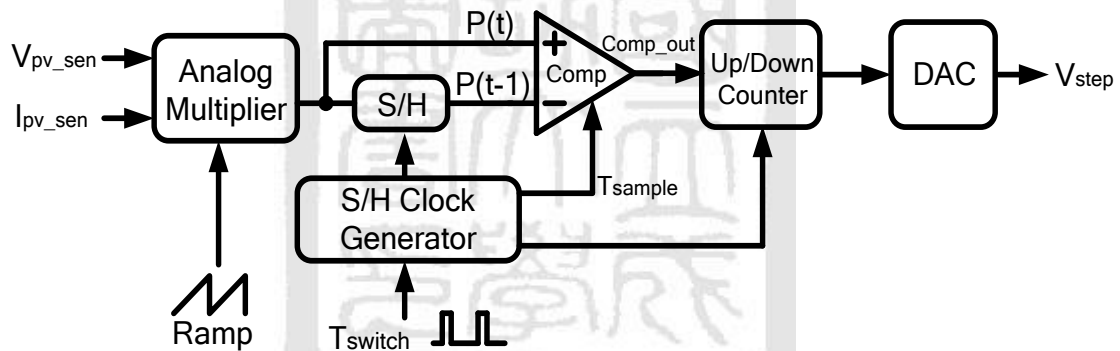 Vpv_sen
Ipv_sen
Analog
Multiplier
Ramp
P(t)
S/H
P(t-1)
+
Comp
−
Comp_out
Tsample
S/H Clock
Generator
Tswitch
Up/Down
Counter
DAC
Vstep